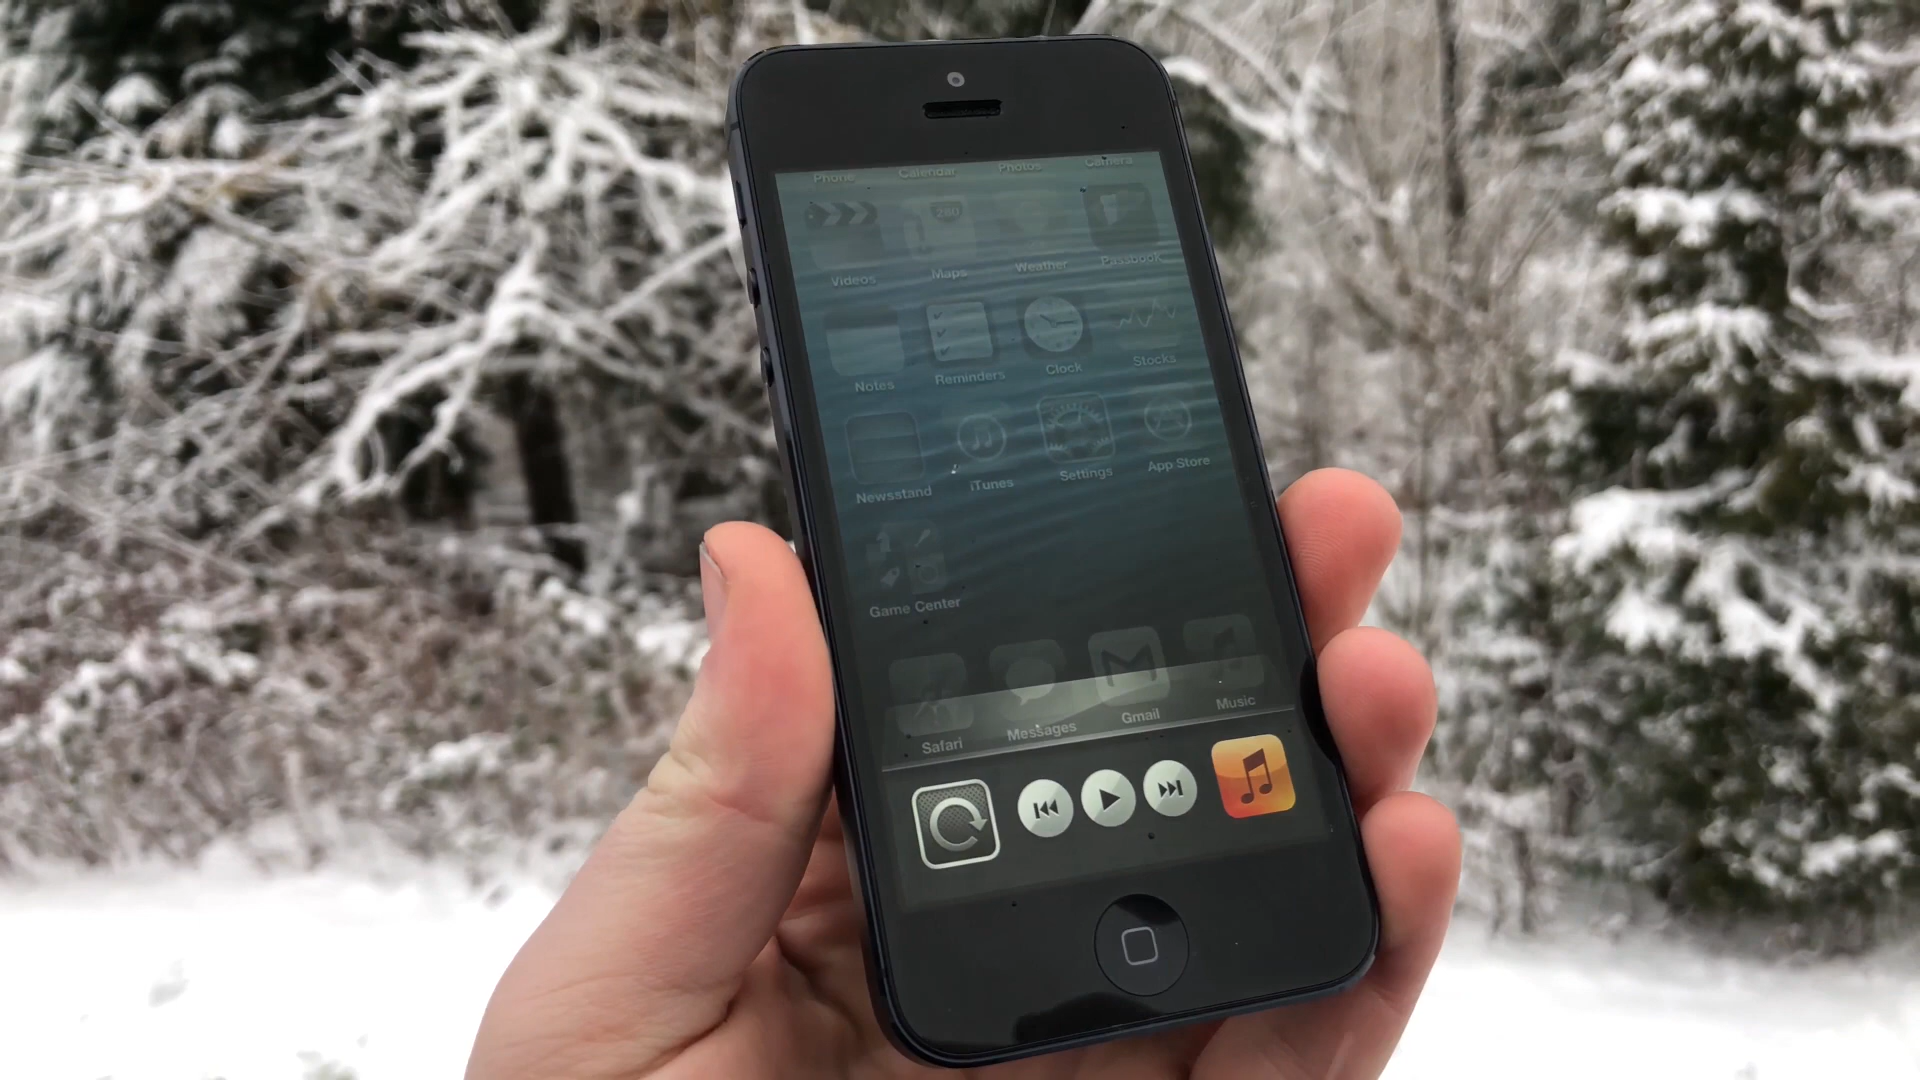 Phone Calendar Photos Camera
280
Videos Maps Weather Passbook
Notes Reminders Clock Stocks
Newsstand iTunes Settings App Store
Game Center
Safari Messages Gmail Music